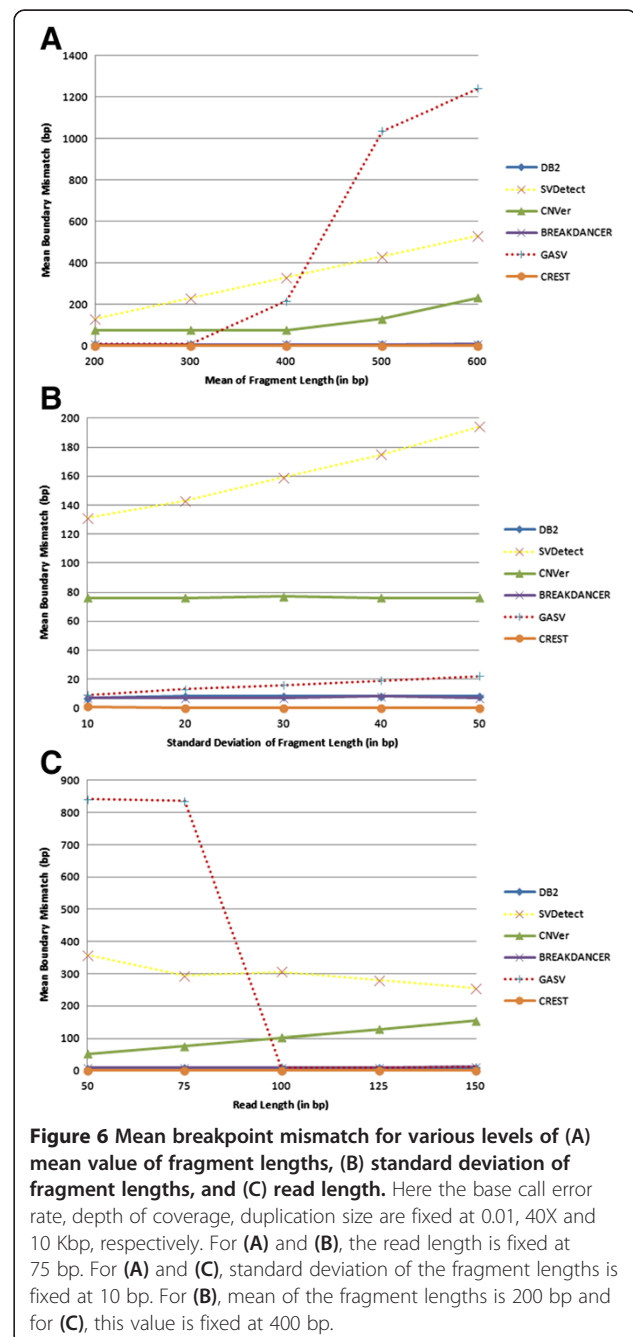 A
Mean Boundary Mismatch (bp)
1400
1200
1000
800
600
400
200
0
200 300 400 500 600
Mean of Fragment Length (in bp)
DB2
SVDetect
CNVer
BREAKDANCER
GASV
CREST
B
Mean Boundary Mismatch (bp)
200
180
160
140
120
100
80
60
40
20
0
10 20 30 40 50
Standard Deviation of Fragment Length (in bp)
DB2
SVDetect
CNVer
BREAKDANCER
GASV
CREST
C
Mean Boundary Mismatch (bp)
900
800
700
600
500
400
300
200
100
0
50 75 100 125 150
Read Length (in bp)
DB2
SVDetect
CNVer
BREAKDANCER
GASV
CREST
Figure 6 Mean breakpoint mismatch for various levels of (A)
mean value of fragment lengths, (B) standard deviation of
fragment lengths, and (C) read length. Here the base call error
rate, depth of coverage, duplication size are fixed at 0.01, 40X and
10 Kbp, respectively. For (A) and (B), the read length is fixed at
75 bp. For (A) and (C), standard deviation of the fragment lengths is
fixed at 10 bp. For (B), mean of the fragment lengths is 200 bp and
for (C), this value is fixed at 400 bp.